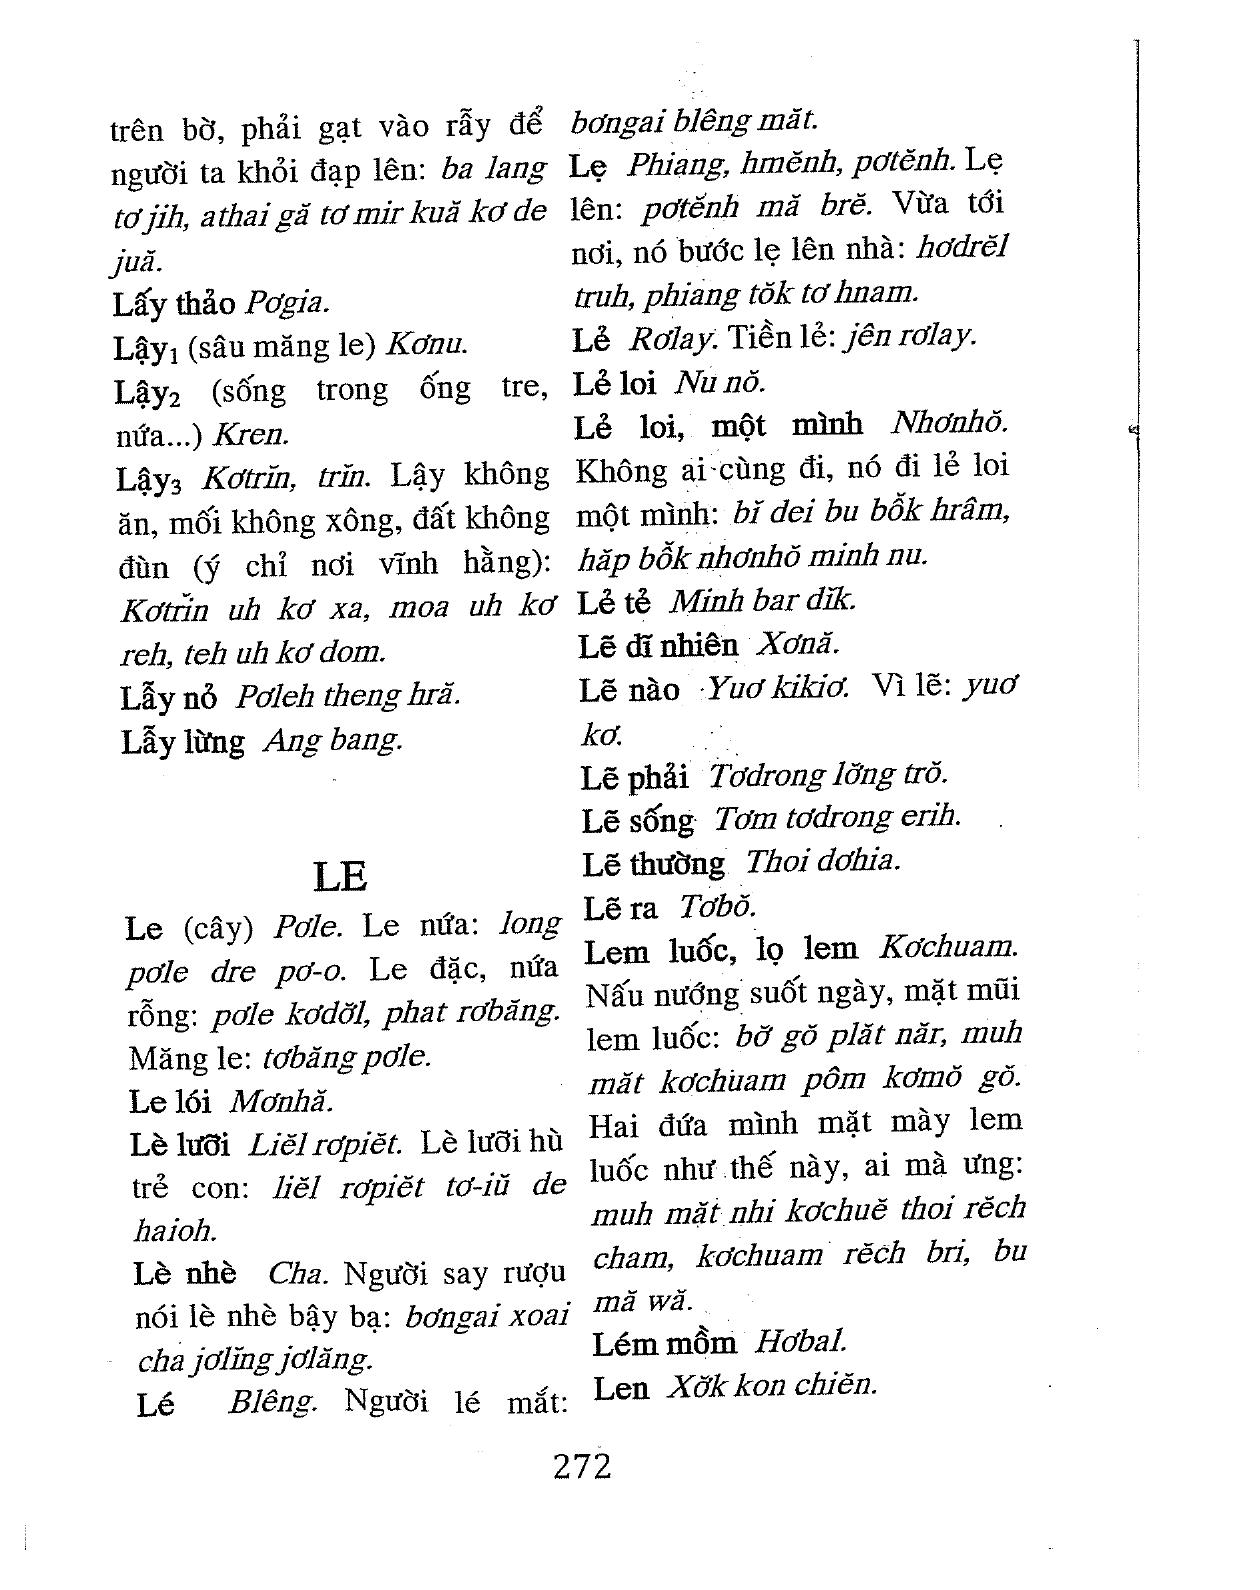 trên bờ, phải gạt vào rẫy để
người ta khỏi đạp lên: ba lang
tơ jih, athai gă tơ mir kuă kơ de
juă.
Lấy thảo Pơgia.
Lậy₁ (sâu măng le) Kơnu.
Lậy₂ (sống trong ống tre,
nứa...) Kren.
Lậy₃ Kơtrĭn, trĭn. Lậy không
ăn, mối không xông, đất không
đùn (ý chỉ nơi vĩnh hằng):
Kơtrĭn uh kơ xa, moa uh kơ
reh, teh uh kơ dom.
Lẫy nỏ Pơleh theng hră.
Lẫy lừng Ang bang.
LE
Le (cây) Pơle. Le nứa: long
pơle dre pơ-o. Le đặc, nứa
rỗng: pơle kơdơ̆l, phat rơbăng.
Măng le: tơbăng pơle.
Le lói Mơnhă.
Lè lưỡi Liĕl rơpiĕt. Lè lưỡi hù
trẻ con: liĕl rơpiĕt tơ-iŭ de
haioh.
Lè nhè Cha. Người say rượu
nói lè nhè bậy bạ: bơngai xoai
cha jơlĭng jơlăng.
Lé Blêng. Người lé mắt:
bơngai blêng măt.
Lẹ Phiang, hmĕnh, pơtĕnh. Lẹ
lên: pơtĕnh mă brĕ. Vừa tới
nơi, nó bước lẹ lên nhà: hơdrĕl
truh, phiang tŏk tơ hnam.
Lẻ Rơlay. Tiền lẻ: jên rơlay.
Lẻ loi Nu nŏ.
Lẻ loi, một mình Nhơnhŏ.
Không ai cùng đi, nó đi lẻ loi
một mình: bĭ dei bu bô̆k hrâm,
hăp bô̆k nhơnhŏ minh nu.
Lẻ tẻ Minh bar dĭk.
Lẽ dĩ nhiên Xơnă.
Lẽ nào Yuơ kikiơ. Vì lẽ: yuơ
kơ.
Lẽ phải Tơdrong lơ̆ng trŏ.
Lẽ sống Tơm tơdrong erih.
Lẽ thường Thoi dơhia.
Lẽ ra Tơbŏ.
Lem luốc, lọ lem Kơchuam.
Nấu nướng suốt ngày, mặt mũi
lem luốc: bơ̆ gŏ plăt năr, muh
măt kơchuam pôm kơmŏ gŏ.
Hai đứa mình mặt mày lem
luốc như thế này, ai mà ưng:
muh măt nhi kơchuĕ thoi rĕch
cham, kơchuam rĕch bri, bu
mă wă.
Lém mồm Hơbal.
Len Xơ̆k kon chiĕn.
272